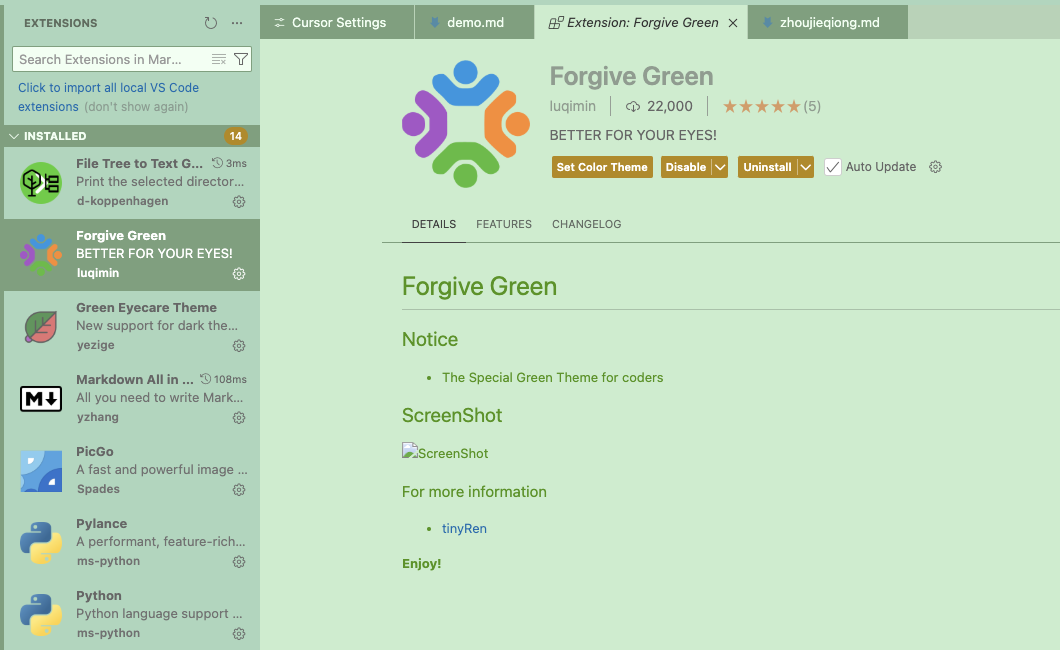 EXTENSIONS
Search Extensions in Mar...
Click to import all local VS Code
extensions (don't show again)
INSTALLED 14
File Tree to Text G... 3ms
Print the selected director...
d-koppenhagen
Forgive Green
BETTER FOR YOUR EYES!
luqimin
Green Eyecare Theme
New support for dark the...
yezige
Markdown All in ... 108ms
All you need to write Mark...
yzhang
PicGo
A fast and powerful image ...
Spades
Pylance
A performant, feature-rich...
ms-python
Python
Python language support ...
ms-python
Cursor Settings demo.md Extension: Forgive Green zhoujieqiong.md
Forgive Green
luqimin 22,000 (5)
BETTER FOR YOUR EYES!
Set Color Theme Disable Uninstall Auto Update
DETAILS FEATURES CHANGELOG
Forgive Green
Notice
• The Special Green Theme for coders
ScreenShot
ScreenShot
For more information
• tinyRen
Enjoy!